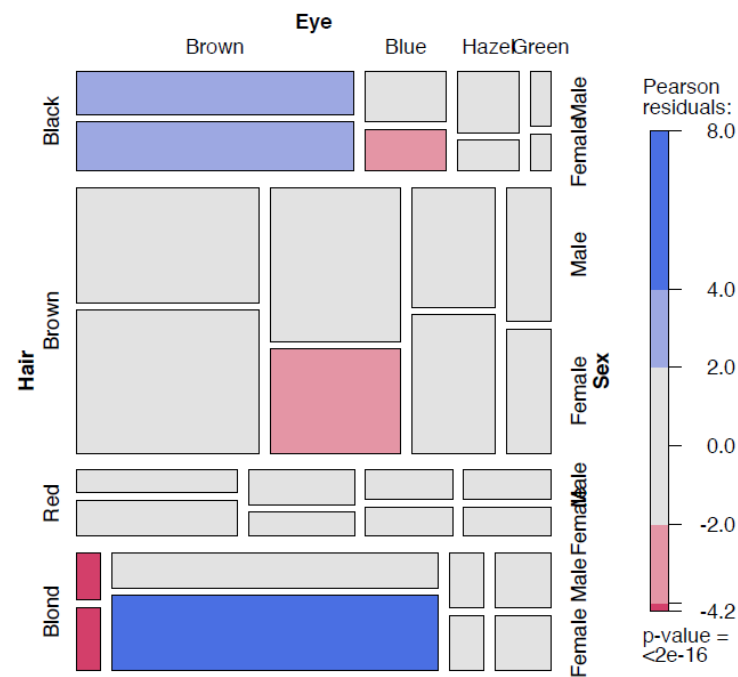 Eye
Brown Blue Hazel Green
Hair
Black
Brown
Red
Blond
Male
Female
Male
Female
Male
Female
Male
Female
Sex
Pearson
residuals:
8.0
4.0
2.0
0.0
-2.0
-4.2
p-value =
<2e-16